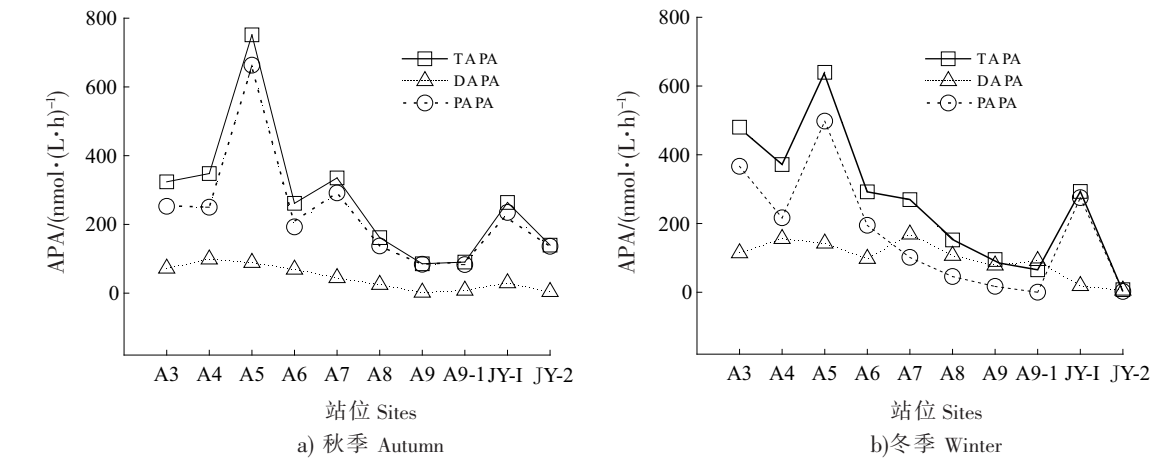 800
600
400
200
0
APA/(nmol·(L·h)⁻¹)
TAPA
DAPA
PAPA
A3 A4 A5 A6 A7 A8 A9 A9-1 JY-I JY-2
站位 Sites
a) 秋季 Autumn
800
600
400
200
0
APA/(nmol·(L·h)⁻¹)
TAPA
DAPA
PAPA
A3 A4 A5 A6 A7 A8 A9 A9-1 JY-I JY-2
站位 Sites
b)冬季 Winter